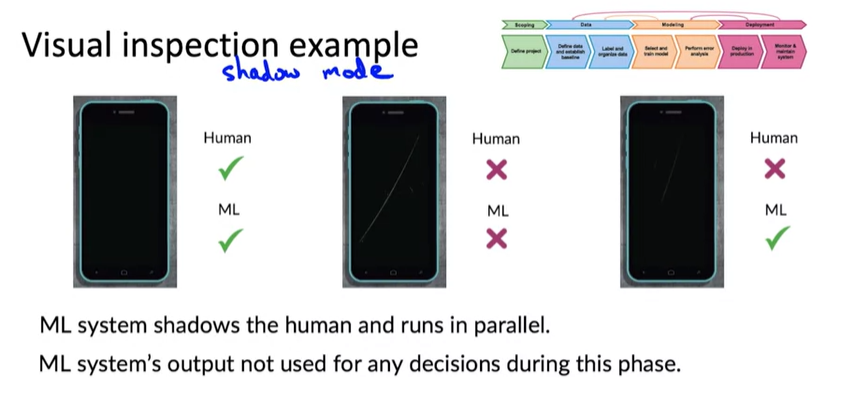 Visual inspection example
shadow mode
Scoping
Data
Modeling
Deployment
Define project
Define data
and establish
baseline
Label and
organize data
Select and
train model
Perform error
analysis
Deploy in
production
Monitor &
maintain
system
Human
ML
Human
ML
Human
ML
ML system shadows the human and runs in parallel.
ML system's output not used for any decisions during this phase.